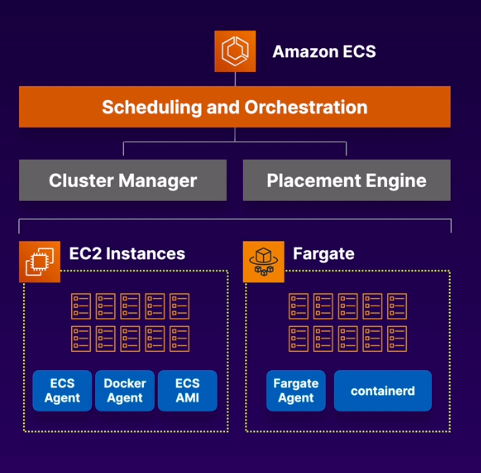 Amazon ECS
Scheduling and Orchestration
Cluster Manager
Placement Engine
EC2 Instances
Fargate
ECS
Agent
Docker
Agent
ECS
AMI
Fargate
Agent
containerd